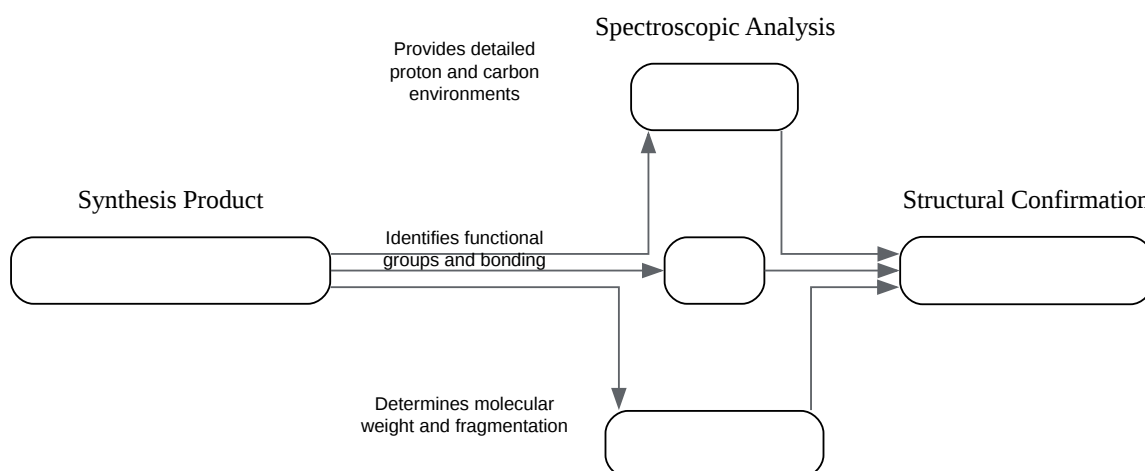 Spectroscopic Analysis
Provides detailed
proton and carbon
environments
Synthesis Product
Structural Confirmation
Identifies functional
groups and bonding
Determines molecular
weight and fragmentation